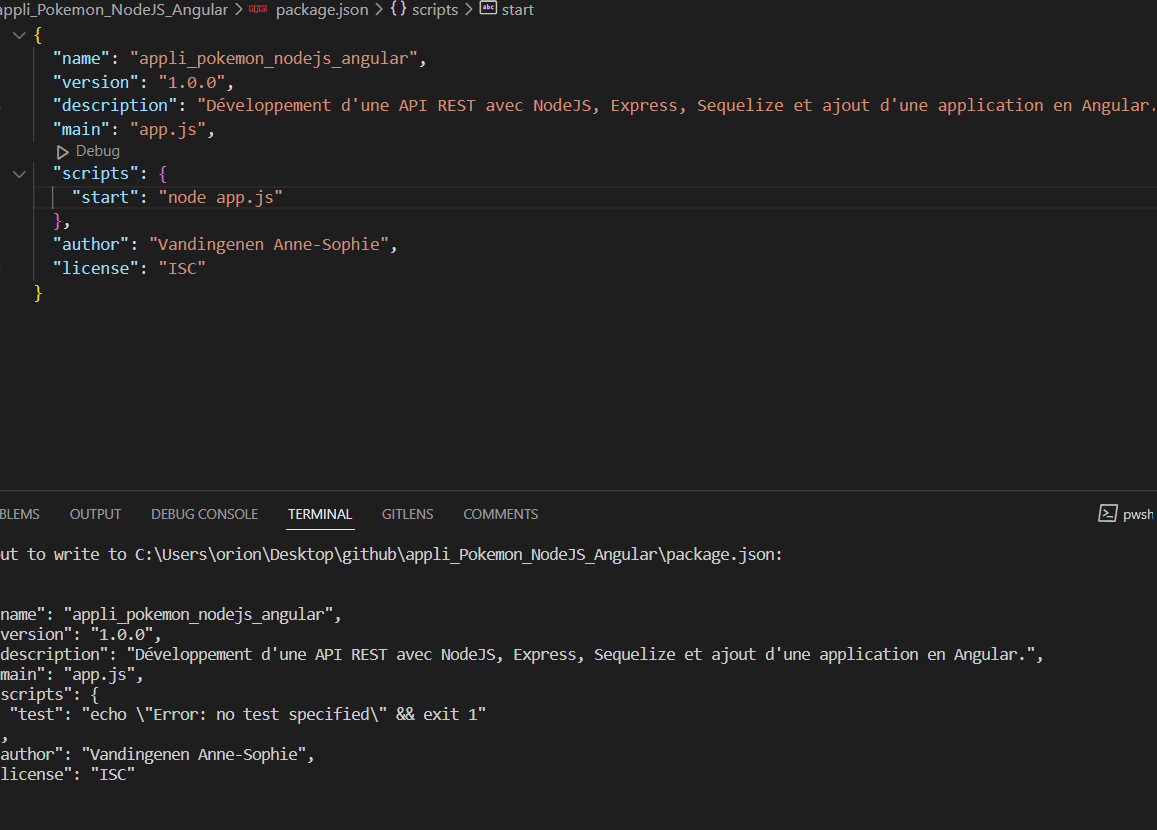 appli_Pokemon_NodeJS_Angular > package.json > {} scripts > abc start
{
"name": "appli_pokemon_nodejs_angular",
"version": "1.0.0",
"description": "Développement d'une API REST avec NodeJS, Express, Sequelize et ajout d'une application en Angular.
"main": "app.js",
Debug
"scripts": {
"start": "node app.js"
},
"author": "Vandingenen Anne-Sophie",
"license": "ISC"
}
BLEMS OUTPUT DEBUG CONSOLE TERMINAL GITLENS COMMENTS pwsh
ut to write to C:\Users\orion\Desktop\github\appli_Pokemon_NodeJS_Angular\package.json:
name": "appli_pokemon_nodejs_angular",
version": "1.0.0",
description": "Développement d'une API REST avec NodeJS, Express, Sequelize et ajout d'une application en Angular.",
main": "app.js",
scripts": {
"test": "echo \"Error: no test specified\" && exit 1"
,
author": "Vandingenen Anne-Sophie",
license": "ISC"